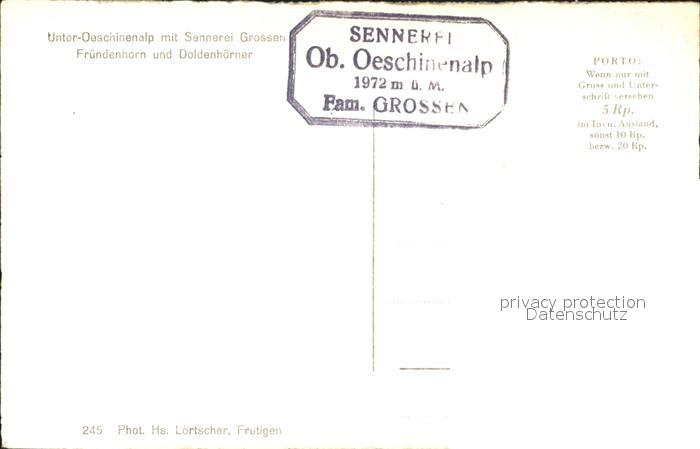 Unter-Oeschinenalp mit Sennerei Grossen
Fründenhorn und Doldenhörner
SENNEREI
Ob. Oeschinenalp
1972 m ü. M.
Fam. GROSSEN
PORTO:
Wenn nur mit
Gruss und Unter-
schrift versehen
5 Rp.
im In- u. Ausland,
sonst 10 Rp.
bezw. 20 Rp.
privacy protection
Datenschutz
245 Phot. Hs. Lörtscher, Frutigen